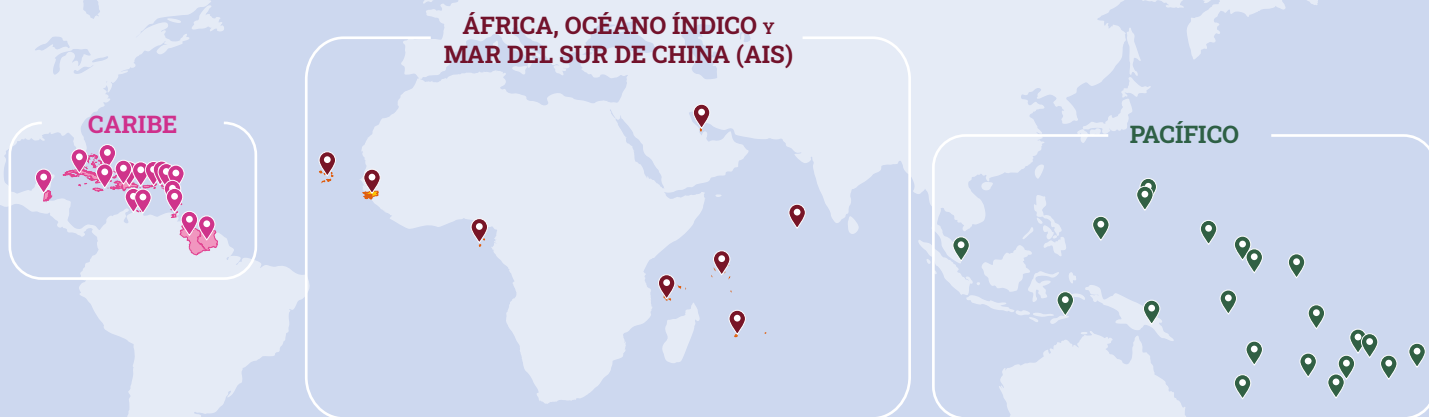 ÁFRICA, OCÉANO ÍNDICO Y
MAR DEL SUR DE CHINA (AIS)
CARIBE
PACÍFICO